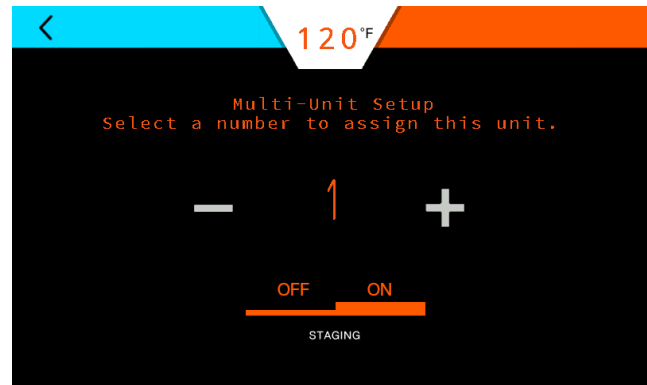 120°F
Multi-Unit Setup
Select a number to assign this unit.
1
OFF ON
STAGING